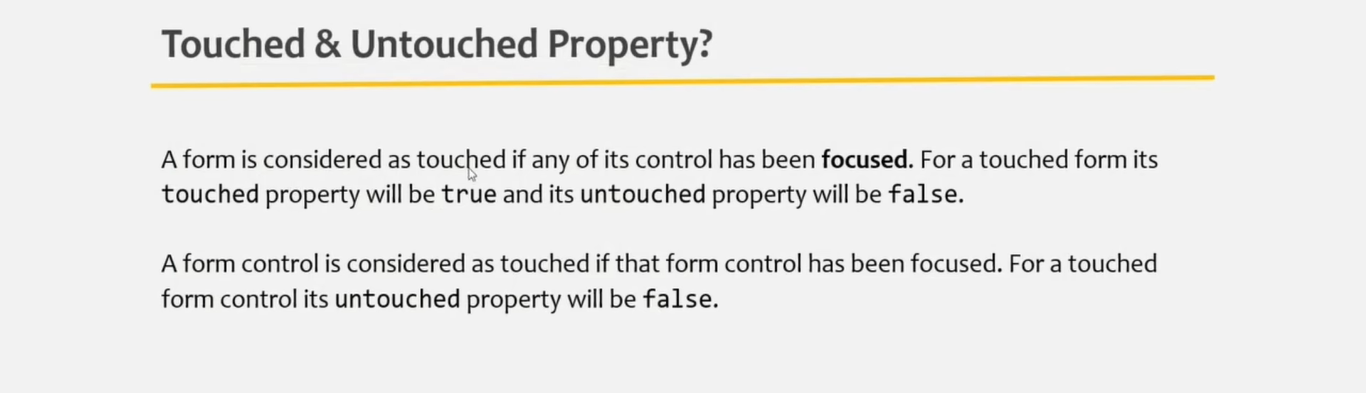 Touched & Untouched Property?
A form is considered as touched if any of its control has been focused. For a touched form its
touched property will be true and its untouched property will be false.
A form control is considered as touched if that form control has been focused. For a touched
form control its untouched property will be false.